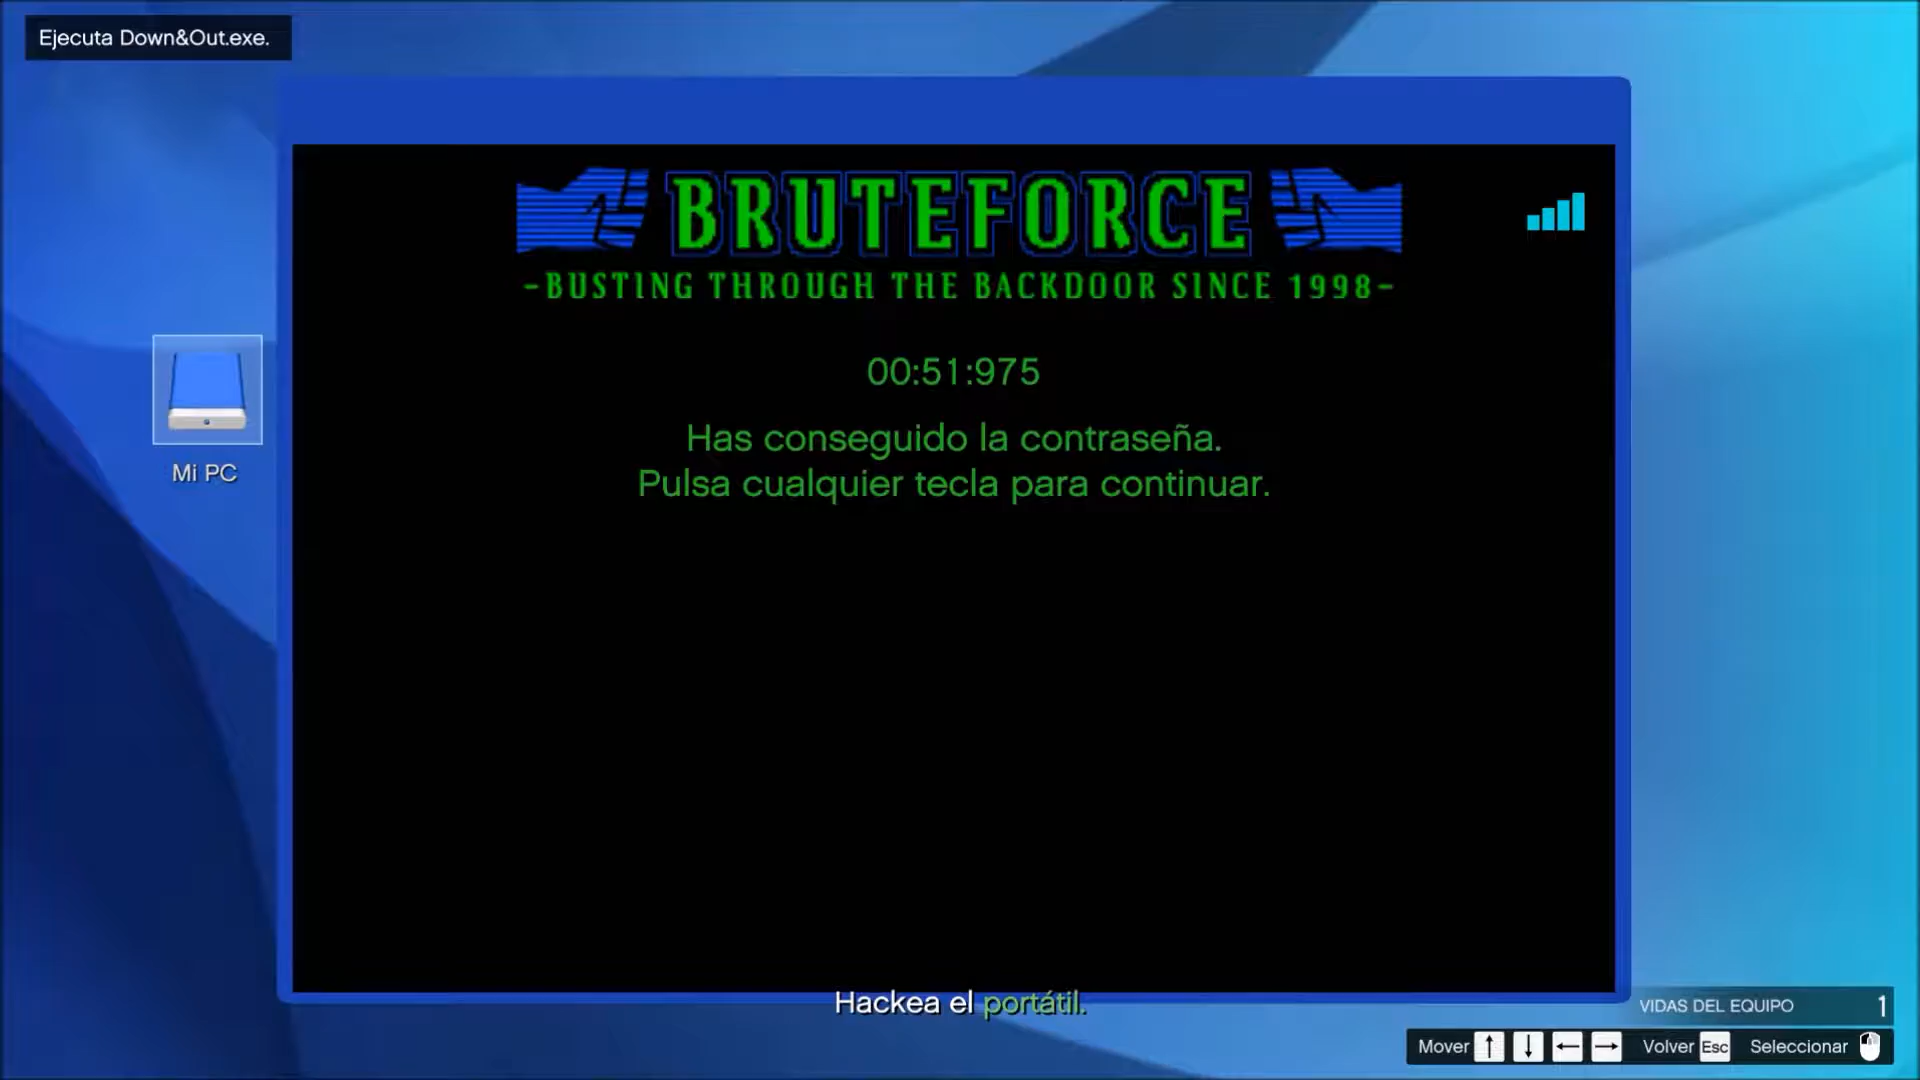 Ejecuta Down&Out.exe.
BRUTEFORCE
-BUSTING THROUGH THE BACKDOOR SINCE 1998-
00:51:975
Has conseguido la contraseña.
Pulsa cualquier tecla para continuar.
Mi PC
Hackea el portátil.
VIDAS DEL EQUIPO 1
Mover ↑ ↓ ← → Volver Esc Seleccionar